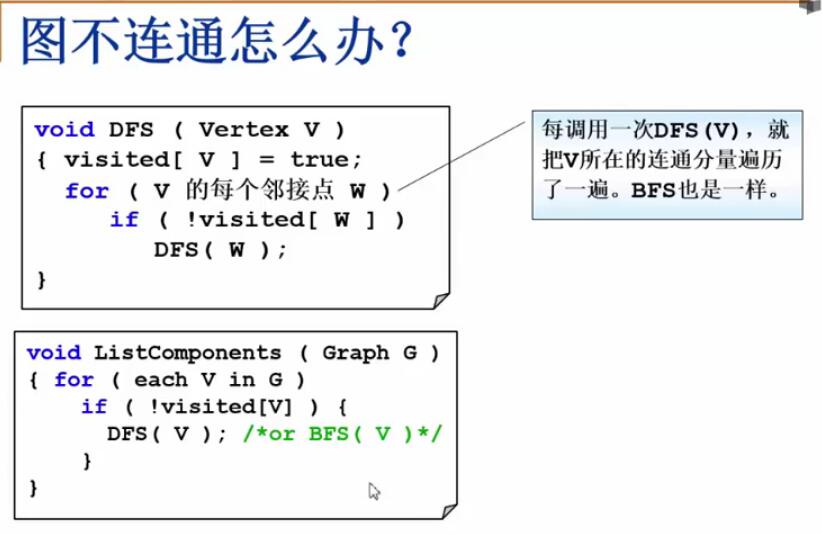 图不连通怎么办?
void DFS ( Vertex V )
{ visited[ V ] = true;
for ( V 的每个邻接点 W )
if ( !visited[ W ] )
DFS( W );
}
每调用一次DFS(V),就
把V所在的连通分量遍历
了一遍。BFS也是一样。
void ListComponents ( Graph G )
{ for ( each V in G )
if ( !visited[V] ) {
DFS( V ); /*or BFS( V )*/
}
}